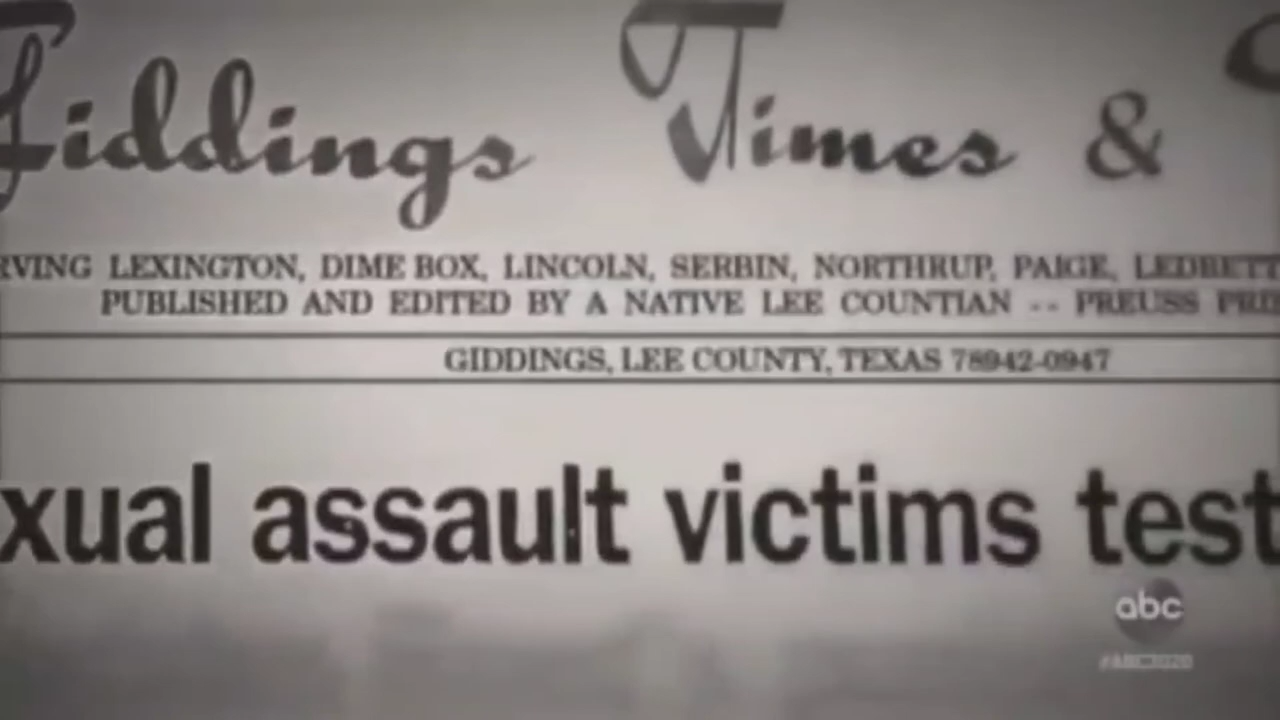 Giddings Times &
RVING LEXINGTON, DIME BOX, LINCOLN, SERBIN, NORTHRUP, PAIGE, LEDBETT
PUBLISHED AND EDITED BY A NATIVE LEE COUNTIAN -- PREUSS PRI
GIDDINGS, LEE COUNTY, TEXAS 78942-0947
xual assault victims test
abc
#ABC2020